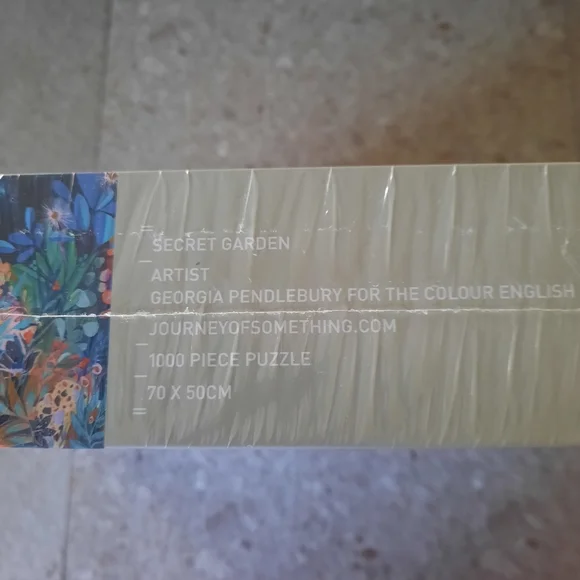 SECRET GARDEN
ARTIST
GEORGIA PENDLEBURY FOR THE COLOUR ENGLISH
JOURNEYOFSOMETHING.COM
1000 PIECE PUZZLE
70 X 50CM